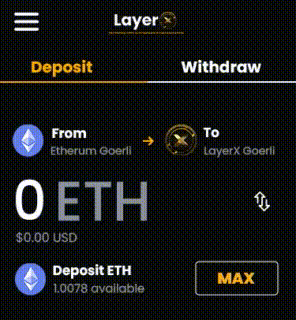 LayerX
Deposit Withdraw
From To
Etherum Goerli LayerX Goerli
0 ETH
$0.00 USD
Deposit ETH
1.0078 available
MAX